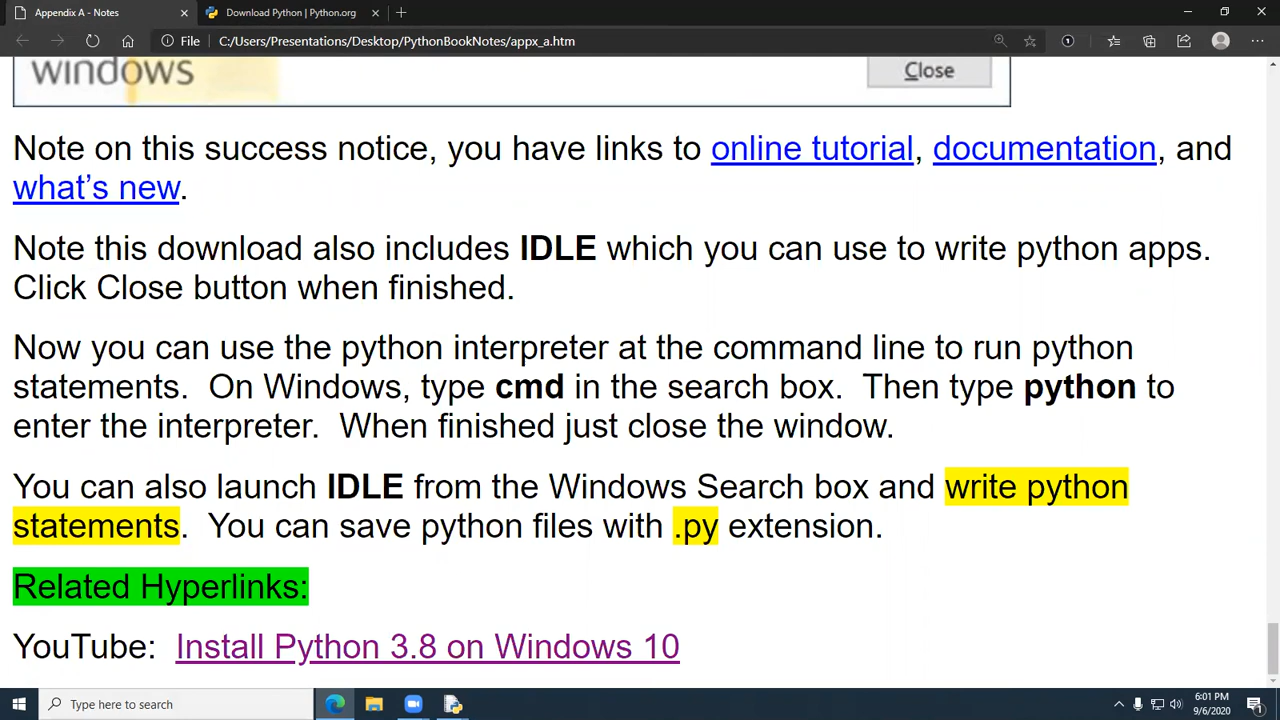 Appendix A - Notes
Download Python | Python.org
File
C:/Users/Presentations/Desktop/PythonBookNotes/appx_a.htm
windows
Close
Note on this success notice, you have links to online tutorial, documentation, and
what’s new.
Note this download also includes IDLE which you can use to write python apps.
Click Close button when finished.
Now you can use the python interpreter at the command line to run python
statements. On Windows, type cmd in the search box. Then type python to
enter the interpreter. When finished just close the window.
You can also launch IDLE from the Windows Search box and write python
statements. You can save python files with .py extension.
Related Hyperlinks:
YouTube: Install Python 3.8 on Windows 10
Type here to search
6:01 PM
9/6/2020
1